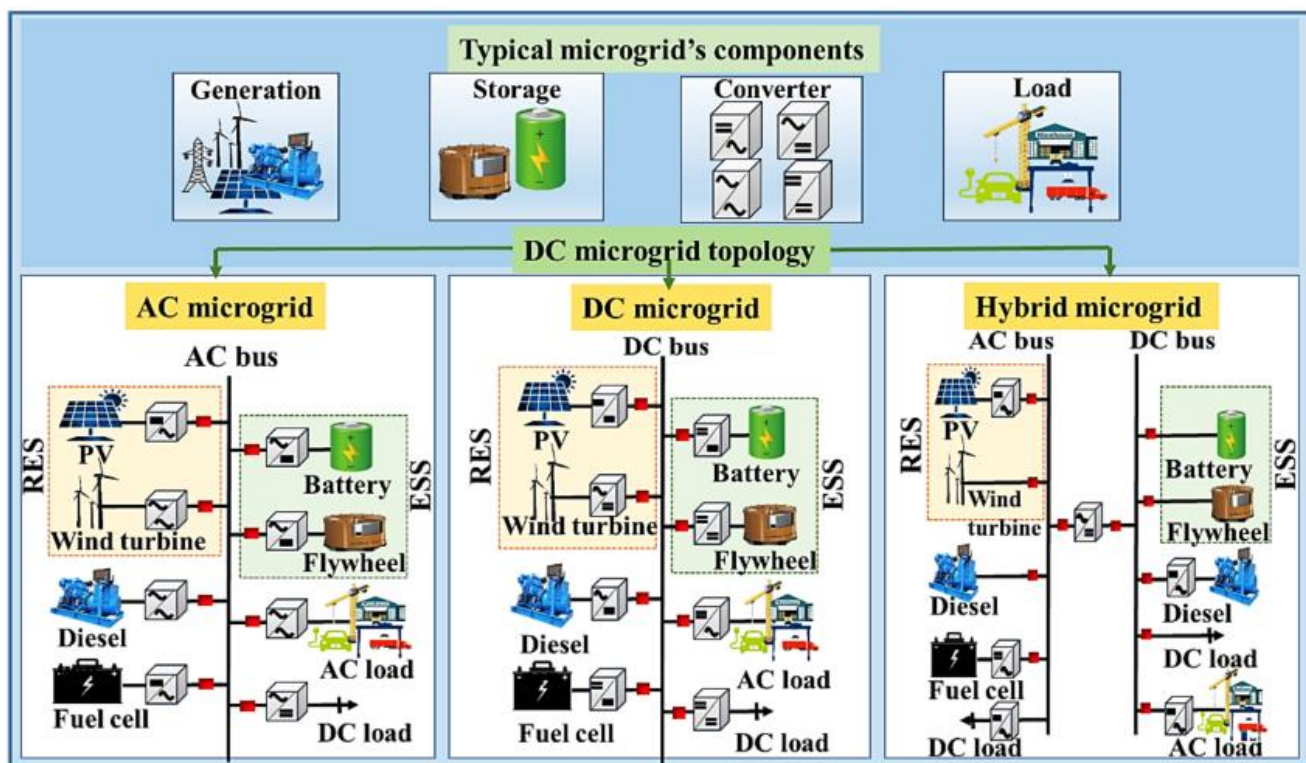 Typical microgrid's components
Generation
Storage
Converter
Load
Warehouse
DC microgrid topology
AC microgrid
AC bus
RES
PV
Wind turbine
Battery
Flywheel
ESS
Diesel
AC load
Fuel cell
DC load
DC microgrid
DC bus
RES
PV
Wind turbine
Battery
Flywheel
ESS
Diesel
AC load
Fuel cell
DC load
Hybrid microgrid
AC bus
DC bus
RES
PV
Wind
turbine
Battery
Flywheel
ESS
Diesel
Diesel
DC load
Fuel cell
DC load
AC load